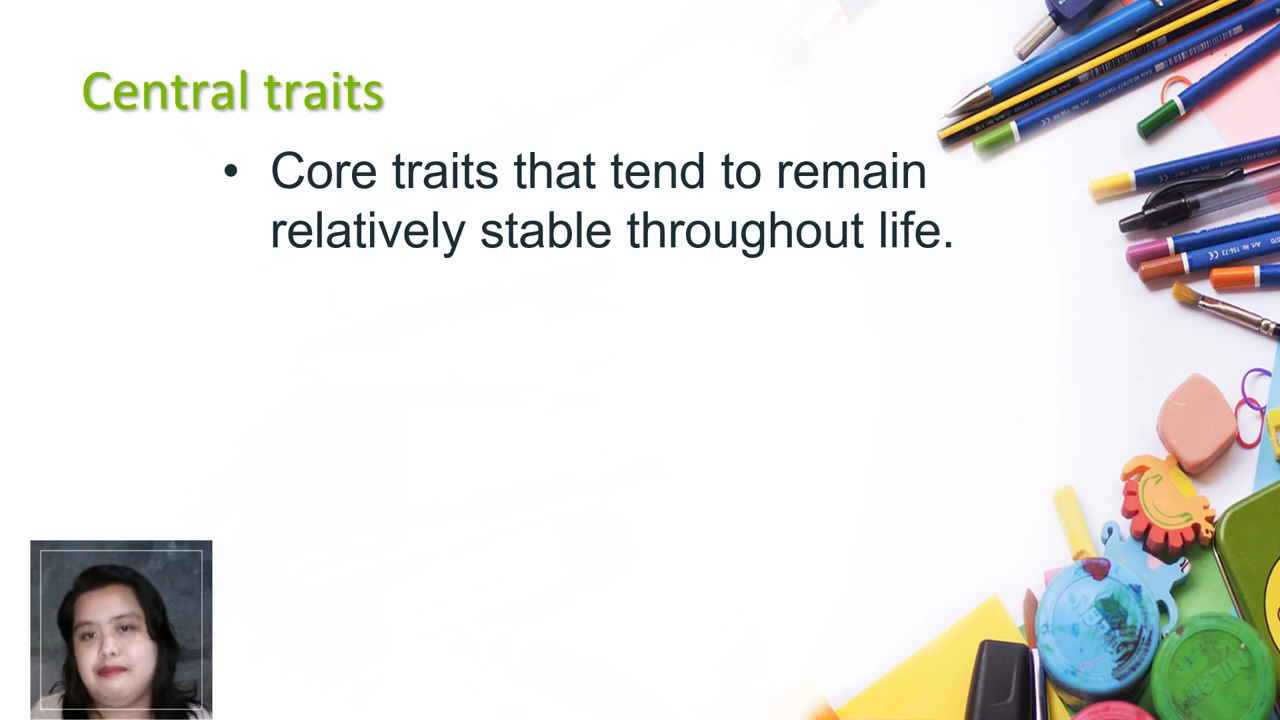 Central traits
• Core traits that tend to remain
relatively stable throughout life.